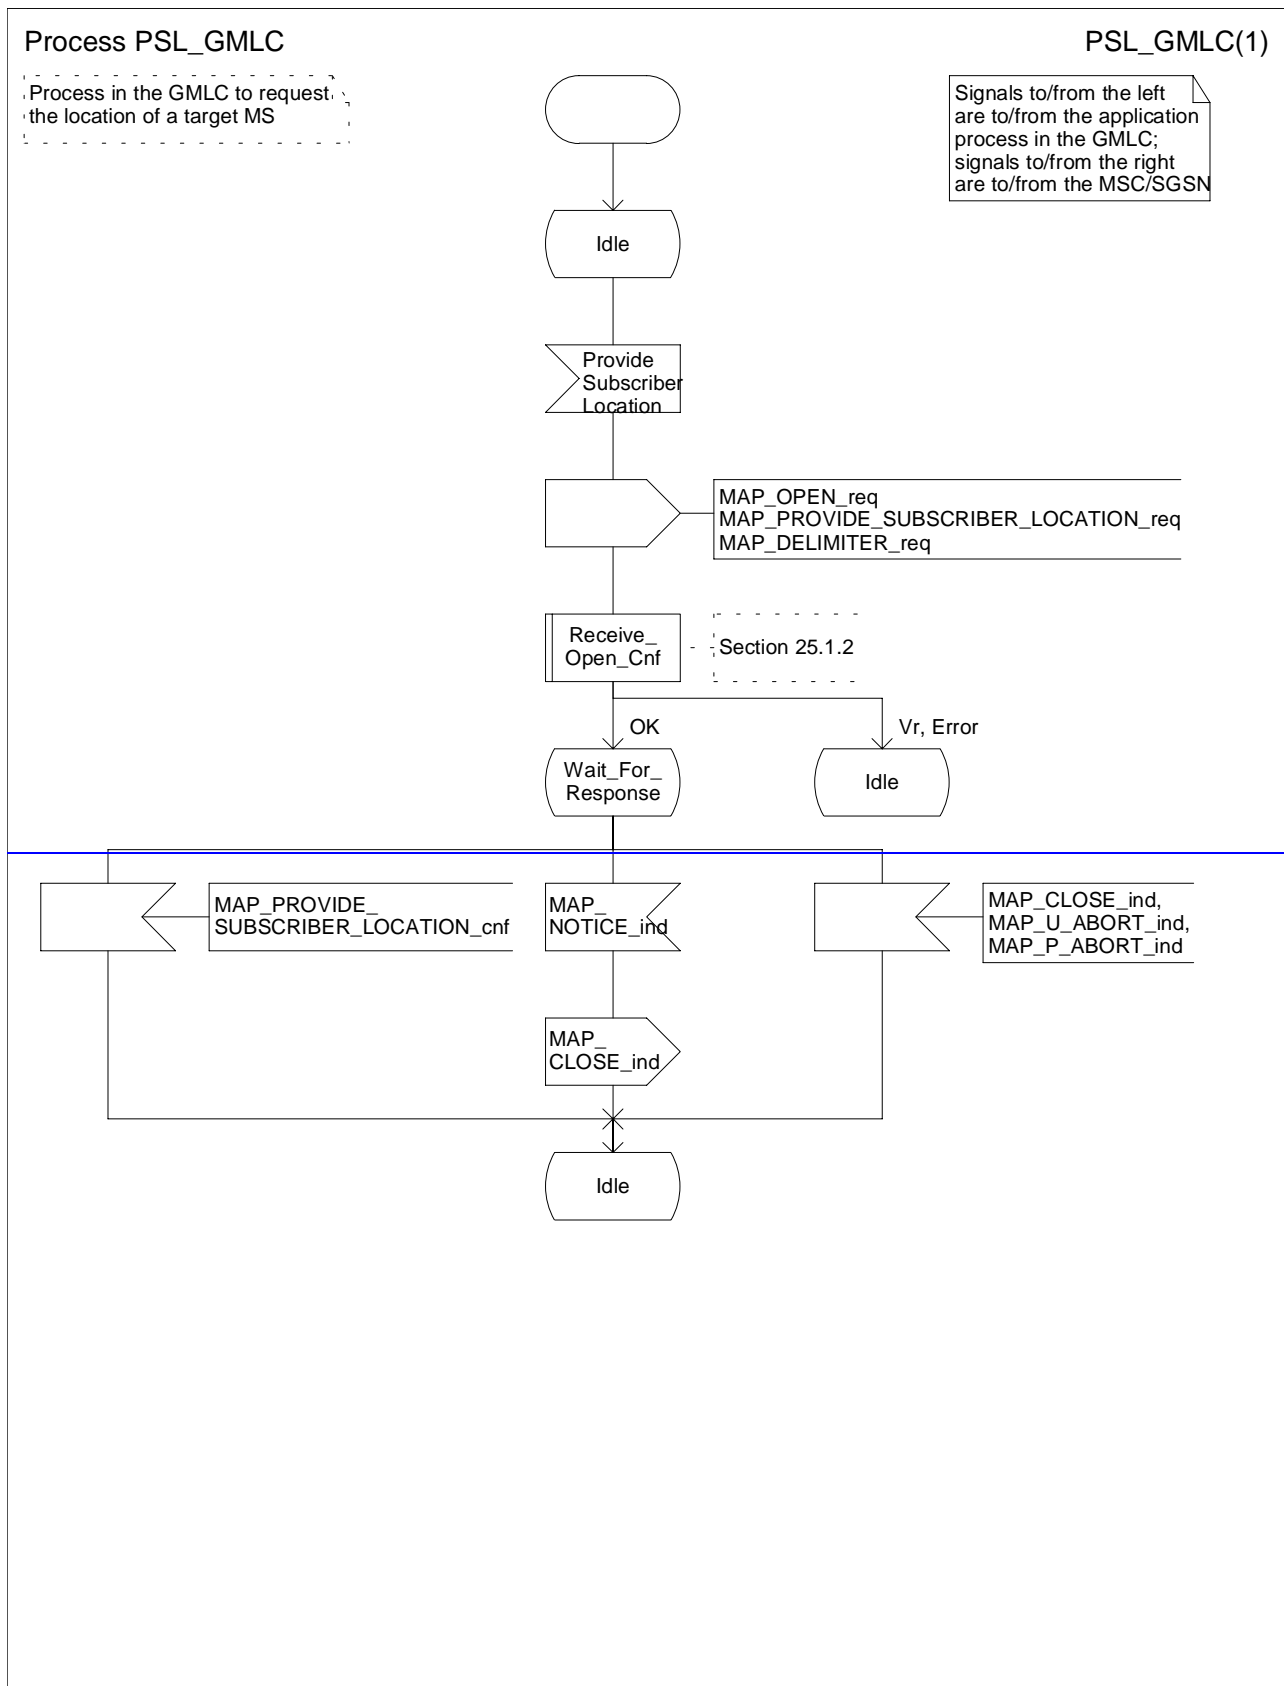 Process PSL_GMLC
PSL_GMLC(1)
Process in the GMLC to request
the location of a target MS
Signals to/from the left
are to/from the application
process in the GMLC;
signals to/from the right
are to/from the MSC/SGSN
Idle
Provide
Subscriber
Location
MAP_OPEN_req
MAP_PROVIDE_SUBSCRIBER_LOCATION_req
MAP_DELIMITER_req
Receive_
Open_Cnf
Section 25.1.2
OK
Vr, Error
Wait_For_
Response
Idle
MAP_PROVIDE_
SUBSCRIBER_LOCATION_cnf
MAP_
NOTICE_ind
MAP_CLOSE_ind,
MAP_U_ABORT_ind,
MAP_P_ABORT_ind
MAP_
CLOSE_ind
Idle